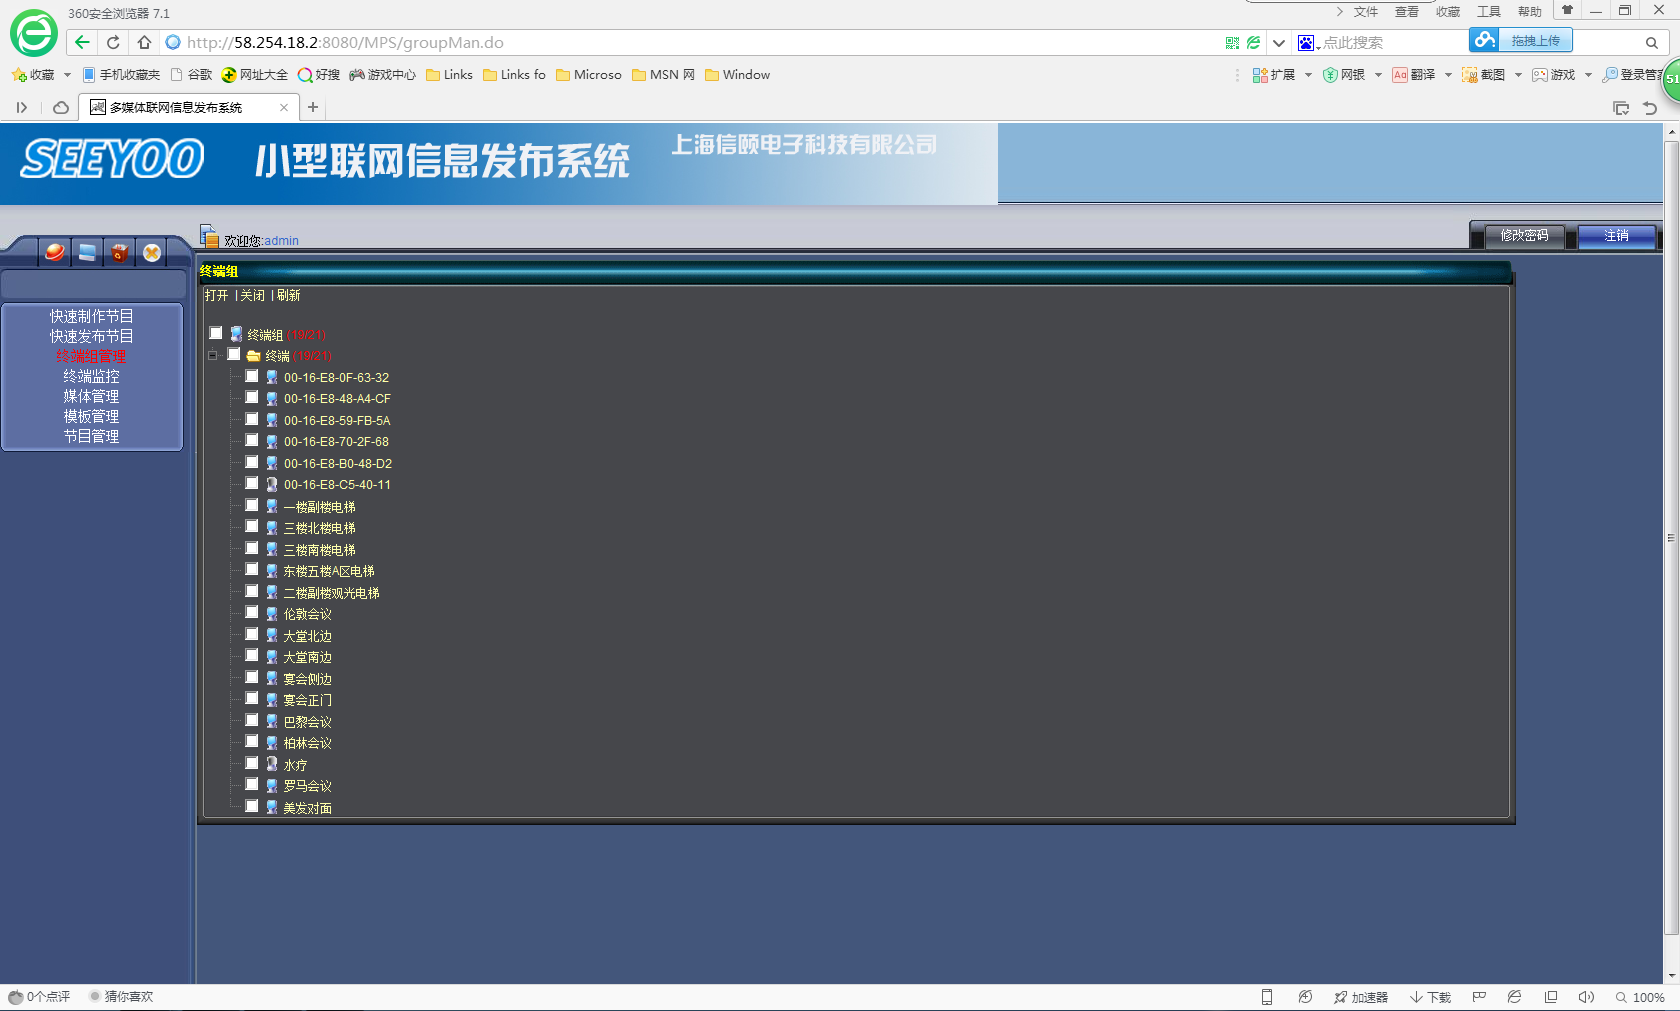 360安全浏览器 7.1
文件 查看 收藏 工具 帮助
http://58.254.18.2:8080/MPS/groupMan.do
点此搜索
拖拽上传
收藏 手机收藏夹 谷歌 网址大全 好搜 游戏中心 Links Links fo Microso MSN 网 Window
扩展 网银 Aa 翻译 截图 游戏 登录管家
51
多媒体联网信息发布系统
SEEYOO 小型联网信息发布系统 上海信颐电子科技有限公司
欢迎您:admin
修改密码 注销
终端组
打开 |关闭 |刷新
快速制作节目
快速发布节目
终端组管理
终端监控
媒体管理
模板管理
节目管理
终端组 (19/21)
终端 (19/21)
00-16-E8-0F-63-32
00-16-E8-48-A4-CF
00-16-E8-59-FB-5A
00-16-E8-70-2F-68
00-16-E8-B0-48-D2
00-16-E8-C5-40-11
一楼副楼电梯
三楼北楼电梯
三楼南楼电梯
东楼五楼A区电梯
二楼副楼观光电梯
伦敦会议
大堂北边
大堂南边
宴会侧边
宴会正门
巴黎会议
柏林会议
水疗
罗马会议
美发对面
0个点评 猜你喜欢
加速器 下载 100%